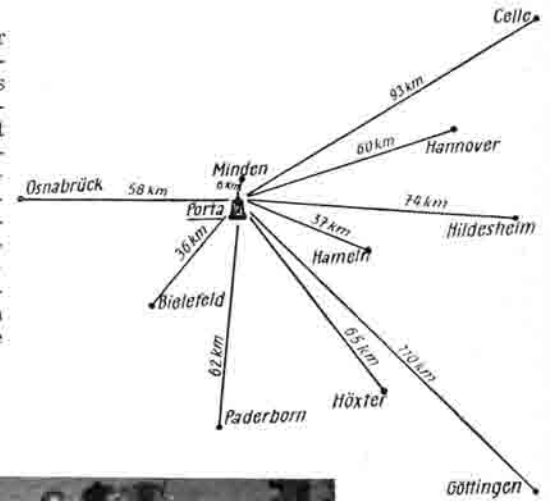 Celle
93 km
60 km
Hannover
Minden
6 km
Osnabrück
58 km
Porta
74 km
Hildesheim
37 km
Hameln
36 km
Bielefeld
65 km
110 km
62 km
Höxter
Paderborn
Göttingen